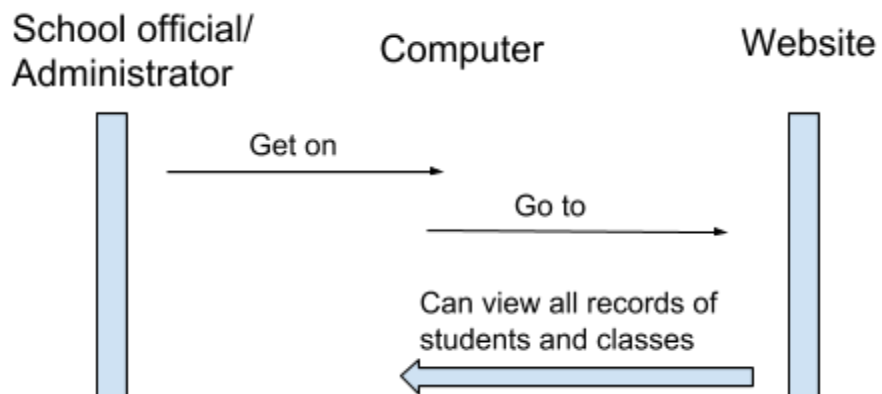 School official/
Administrator
Computer
Website
Get on
Go to
Can view all records of
students and classes